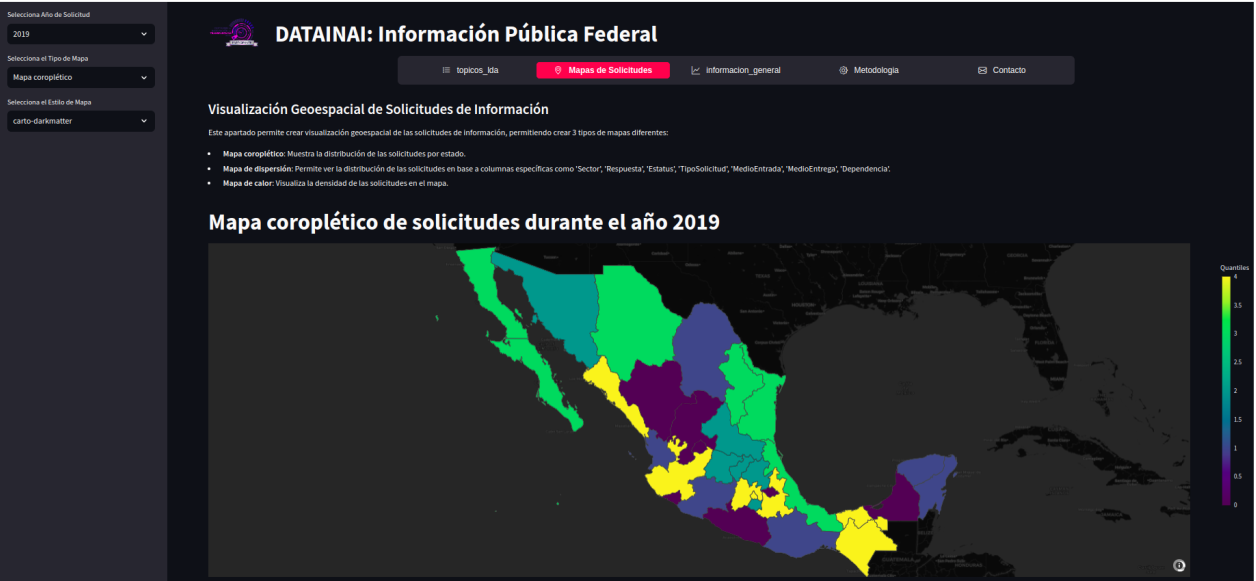 Selecciona Año de Solicitud
2019
Selecciona el Tipo de Mapa
Mapa coroplético
Selecciona el Estilo de Mapa
carto-darkmatter
DATAINAI: Información Pública Federal
topicos_lda
Mapas de Solicitudes
informacion_general
Metodologia
Contacto
Visualización Geoespacial de Solicitudes de Información
Este apartado permite crear visualización geoespacial de las solicitudes de información, permitiendo crear 3 tipos de mapas diferentes:
• Mapa coroplético: Muestra la distribución de las solicitudes por estado.
• Mapa de dispersión: Permite ver la distribución de las solicitudes en base a columnas específicas como 'Sector', 'Respuesta', 'Estatus', 'TipoSolicitud', 'MedioEntrada', 'MedioEntrega', 'Dependencia'.
• Mapa de calor: Visualiza la densidad de las solicitudes en el mapa.
Mapa coroplético de solicitudes durante el año 2019
Quantiles
4
3.5
3
2.5
2
1.5
1
0.5
0